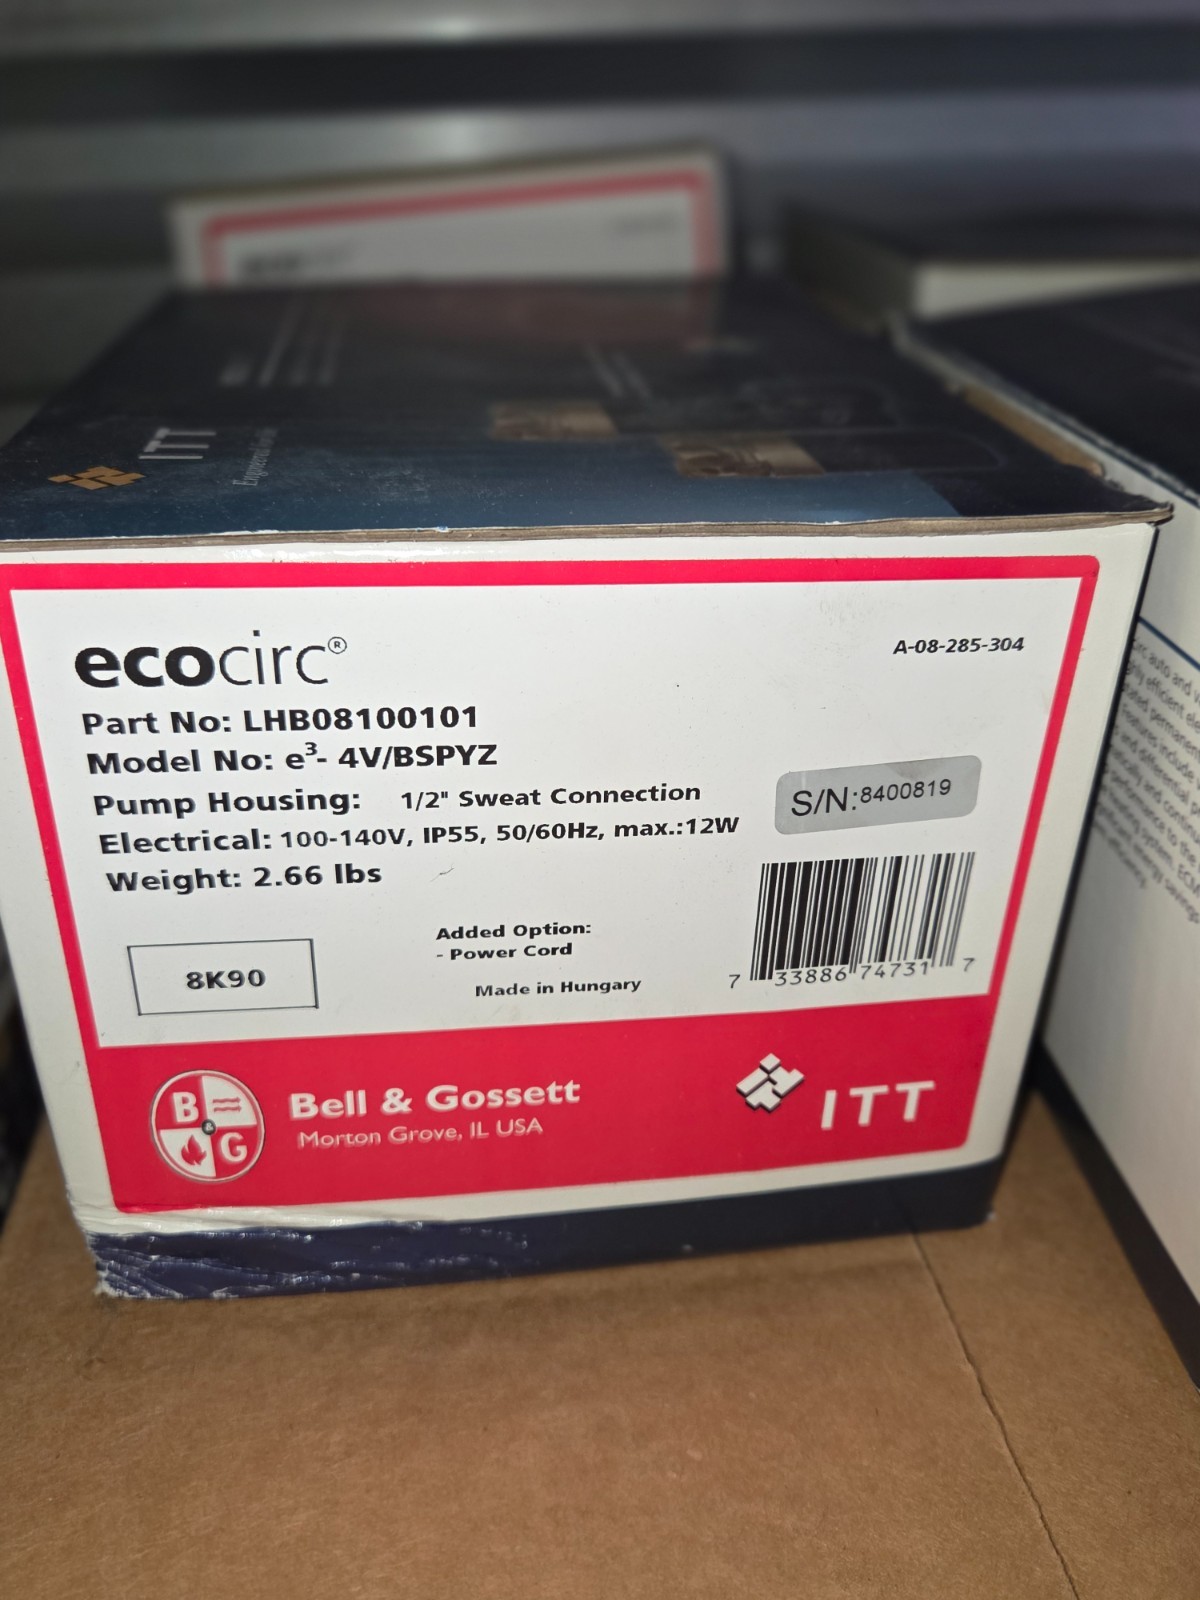 ITT
ecocirc®
A-08-285-304
Part No: LHB08100101
Model No: e³- 4V/BSPYZ
Pump Housing: 1/2" Sweat Connection
S/N:8400819
Electrical: 100-140V, IP55, 50/60Hz, max.:12W
Weight: 2.66 lbs
Added Option:
- Power Cord
8K90
Made in Hungary
7 33886 74731 7
B & G
Bell & Gossett
Morton Grove, IL USA
ITT